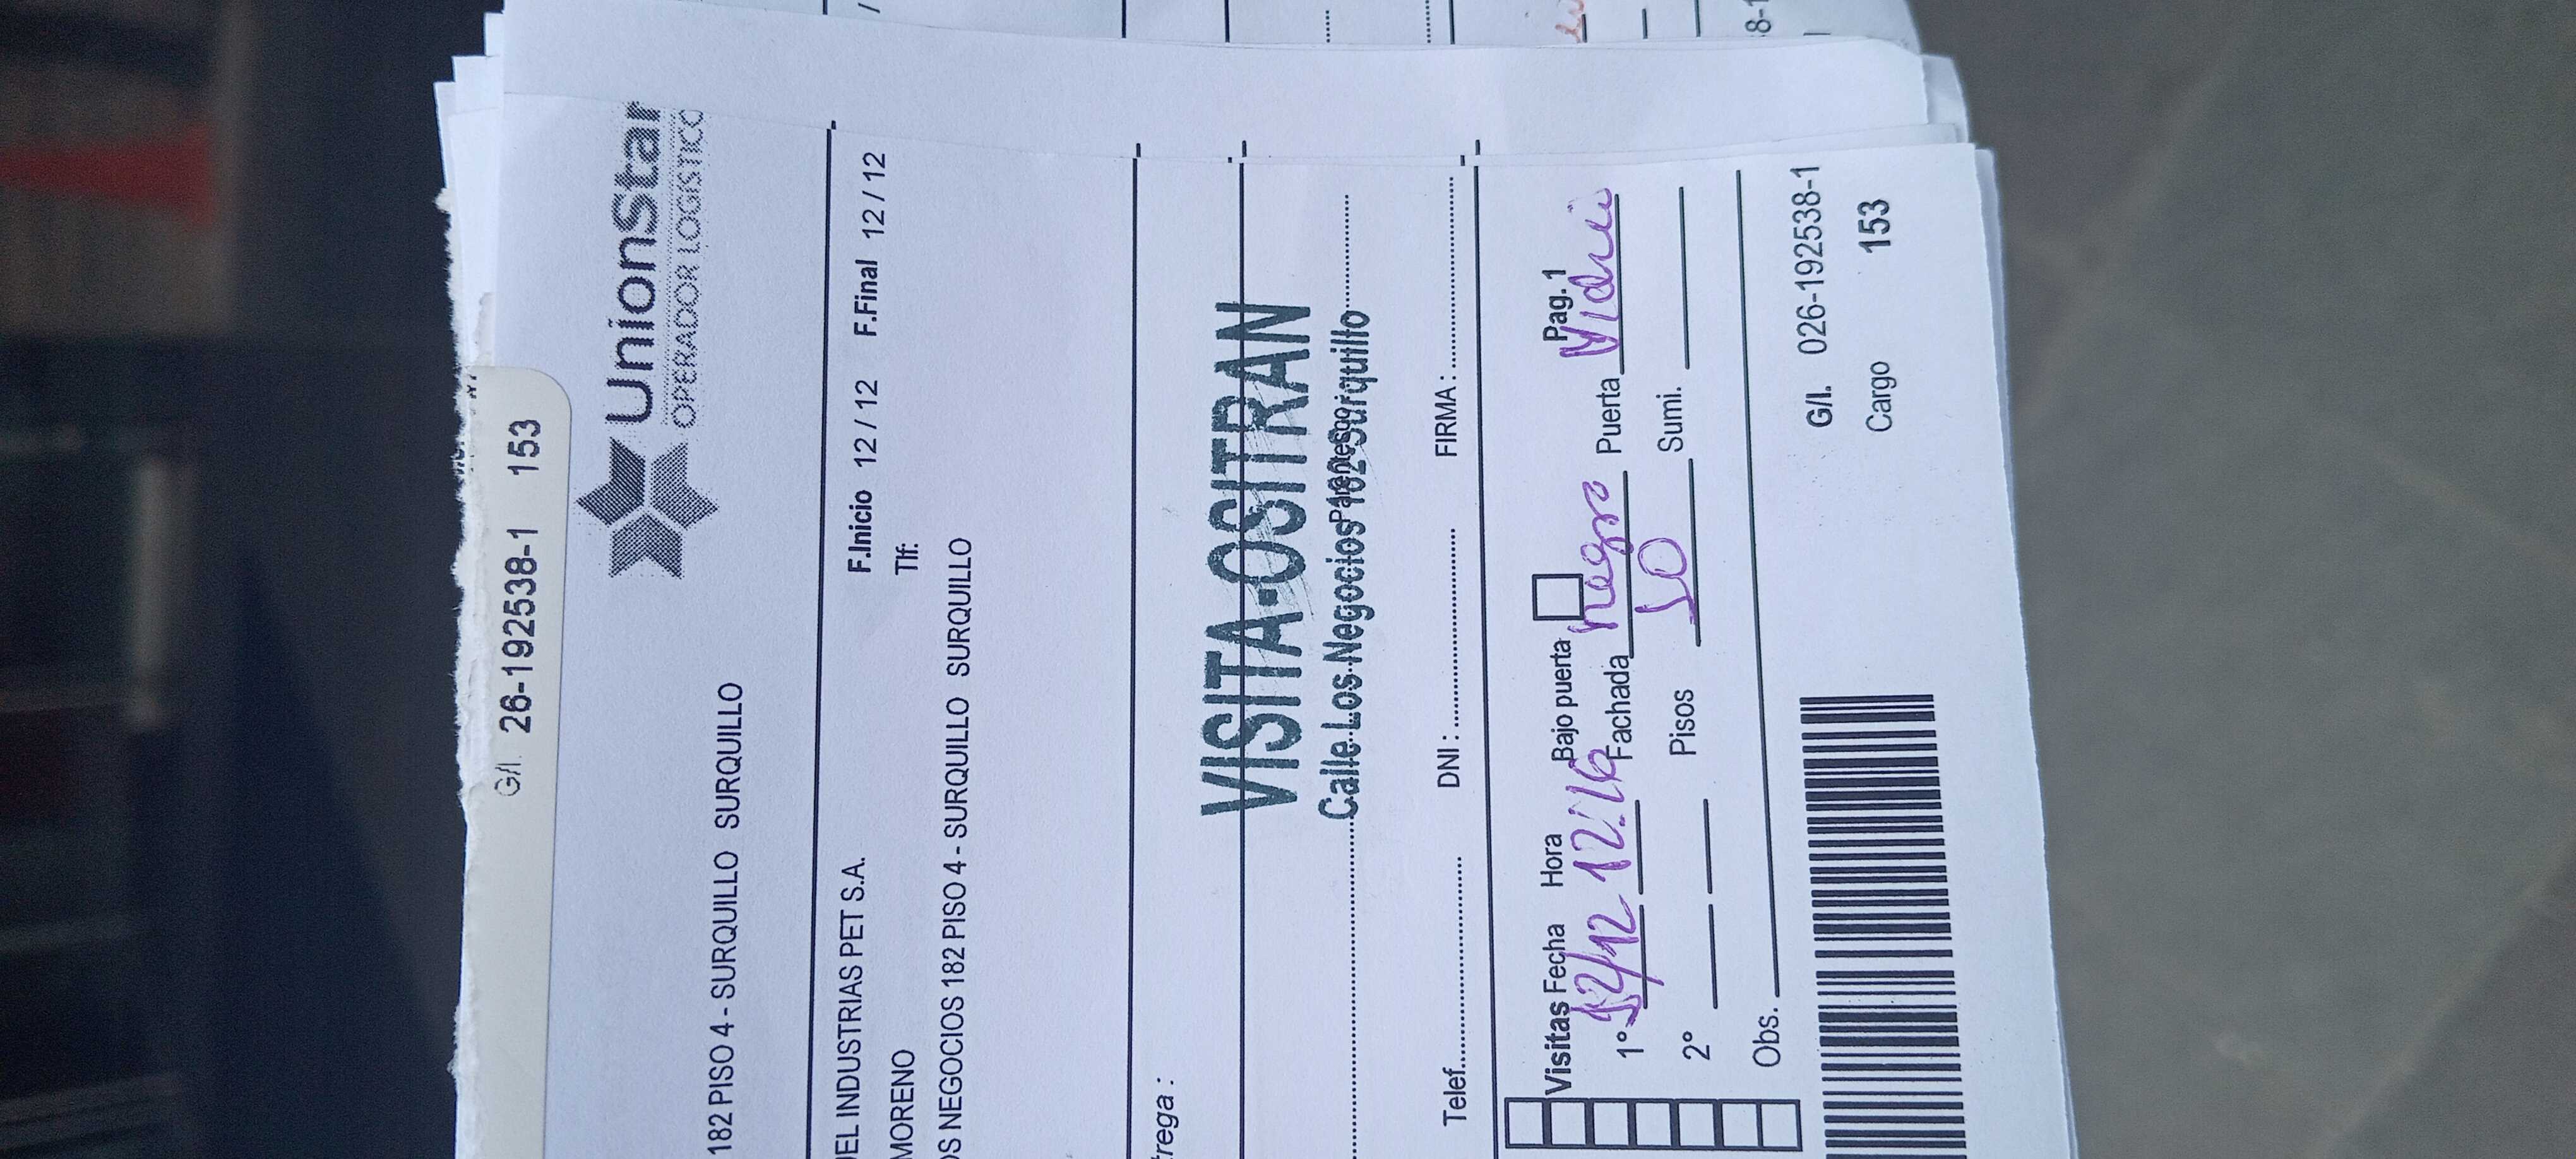 G/I. 26-192538-1 153
UnionStar
OPERADOR LOGISTICO
182 PISO 4 - SURQUILLO SURQUILLO
EL INDUSTRIAS PET S.A. F.Inicio 12 / 12 F.Final 12 / 12
MORENO Tlf:
OS NEGOCIOS 182 PISO 4 - SURQUILLO SURQUILLO
trega :
VISITA-OSITRAN
Calle Los Negocios 182 Surquillo
Parentesco
Telef. DNI : FIRMA :
Visitas Fecha Hora Bajo puerta Pag.1
1° 12/12 12:16 Fachada negro Puerta Vidrio
2° Pisos 10 Sumi.
Obs.
G/I. 026-192538-1
Cargo 153